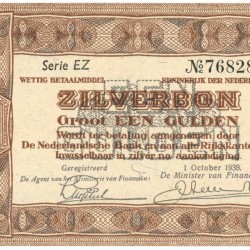 Serie EZ № 76828
WETTIG BETAALMIDDEL KONINKRIJK DER NEDERLA
ZILVERBON
Groot EEN GULDEN
Wordt ter betaling aangenomen door
De Nederlandsche Bank en aan alle Rijkskanto
Inwisselbaar in zilver na aankondiging
Geregistreerd 1 October 1938.
De Agent van het Ministerie van Financiën: De Minister van Financ